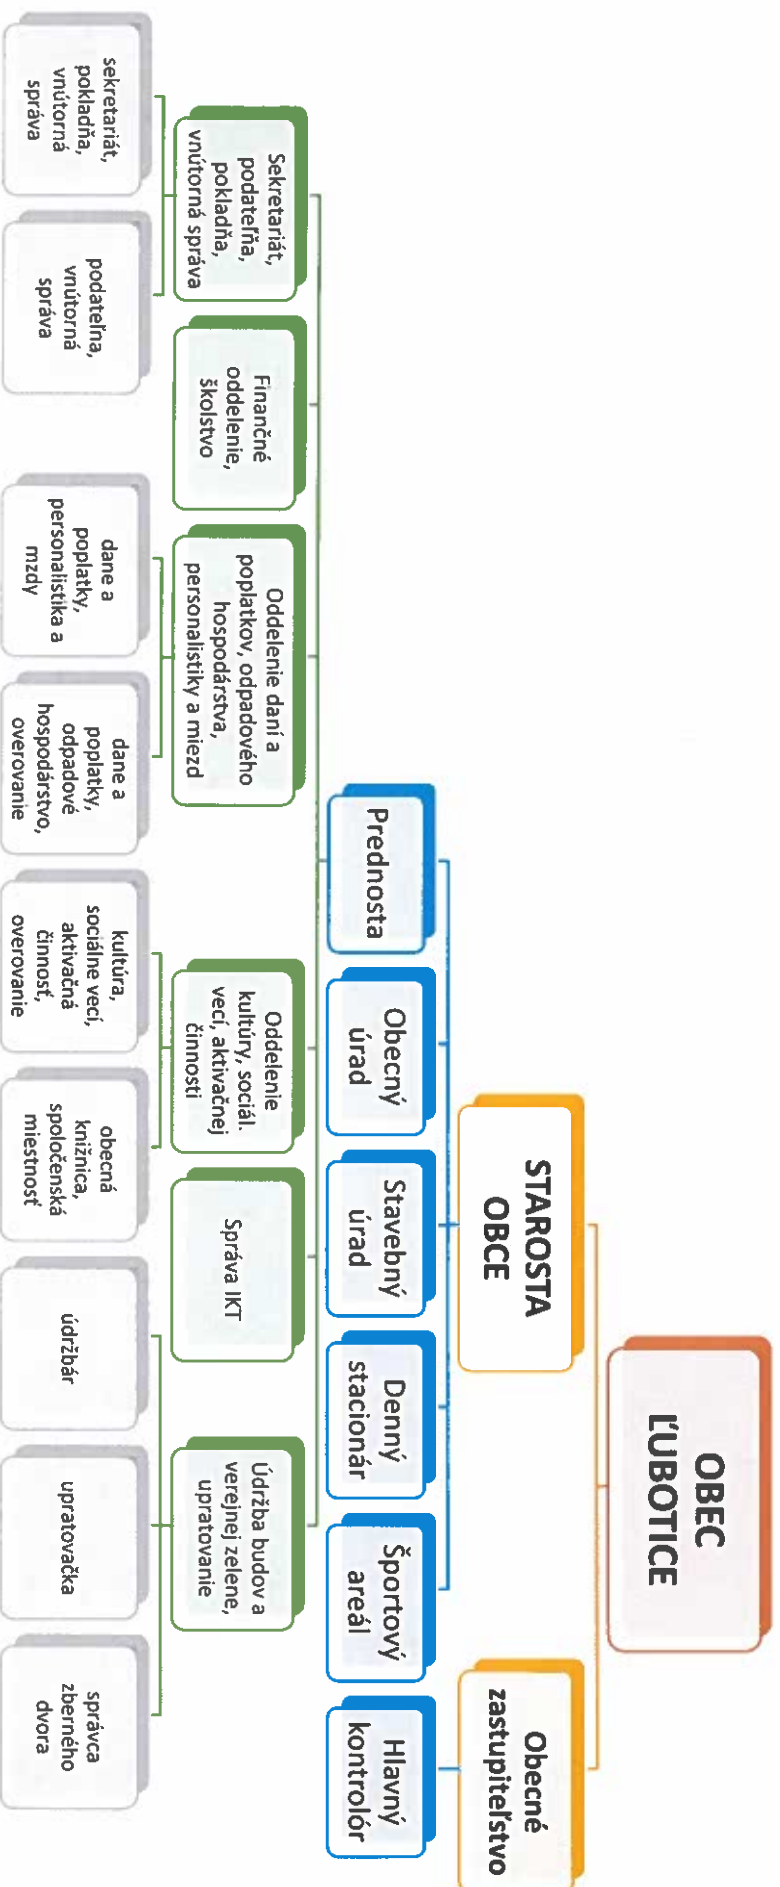 OBEC
ĽUBOTICE
STAROSTA
OBCE
Obecné
zastupiteľstvo
Prednosta
Obecný
úrad
Stavebný
úrad
Denný
stacionár
Športový
areál
Hlavný
kontrolór
Sekretariát,
podateľňa,
pokladňa,
vnútorná správa
Finančné
oddelenie,
školstvo
Oddelenie daní a
poplatkov, odpadového
hospodárstva,
personalistiky a miezd
Oddelenie
kultúry, sociál.
vecí, aktivačnej
činnosti
Správa IKT
Údržba budov a
verejnej zelene,
upratovanie
sekretariát,
pokladňa,
vnútorná
správa
podateľna,
vnútorná
správa
dane a
poplatky,
personalistika a
mzdy
dane a
poplatky,
odpadové
hospodárstvo,
overovanie
kultúra,
sociálne vecí,
aktivačná
činnosť,
overovanie
obecná
knižnica,
spoločenská
miestnosť
údržbár
upratovačka
správca
zberného
dvora